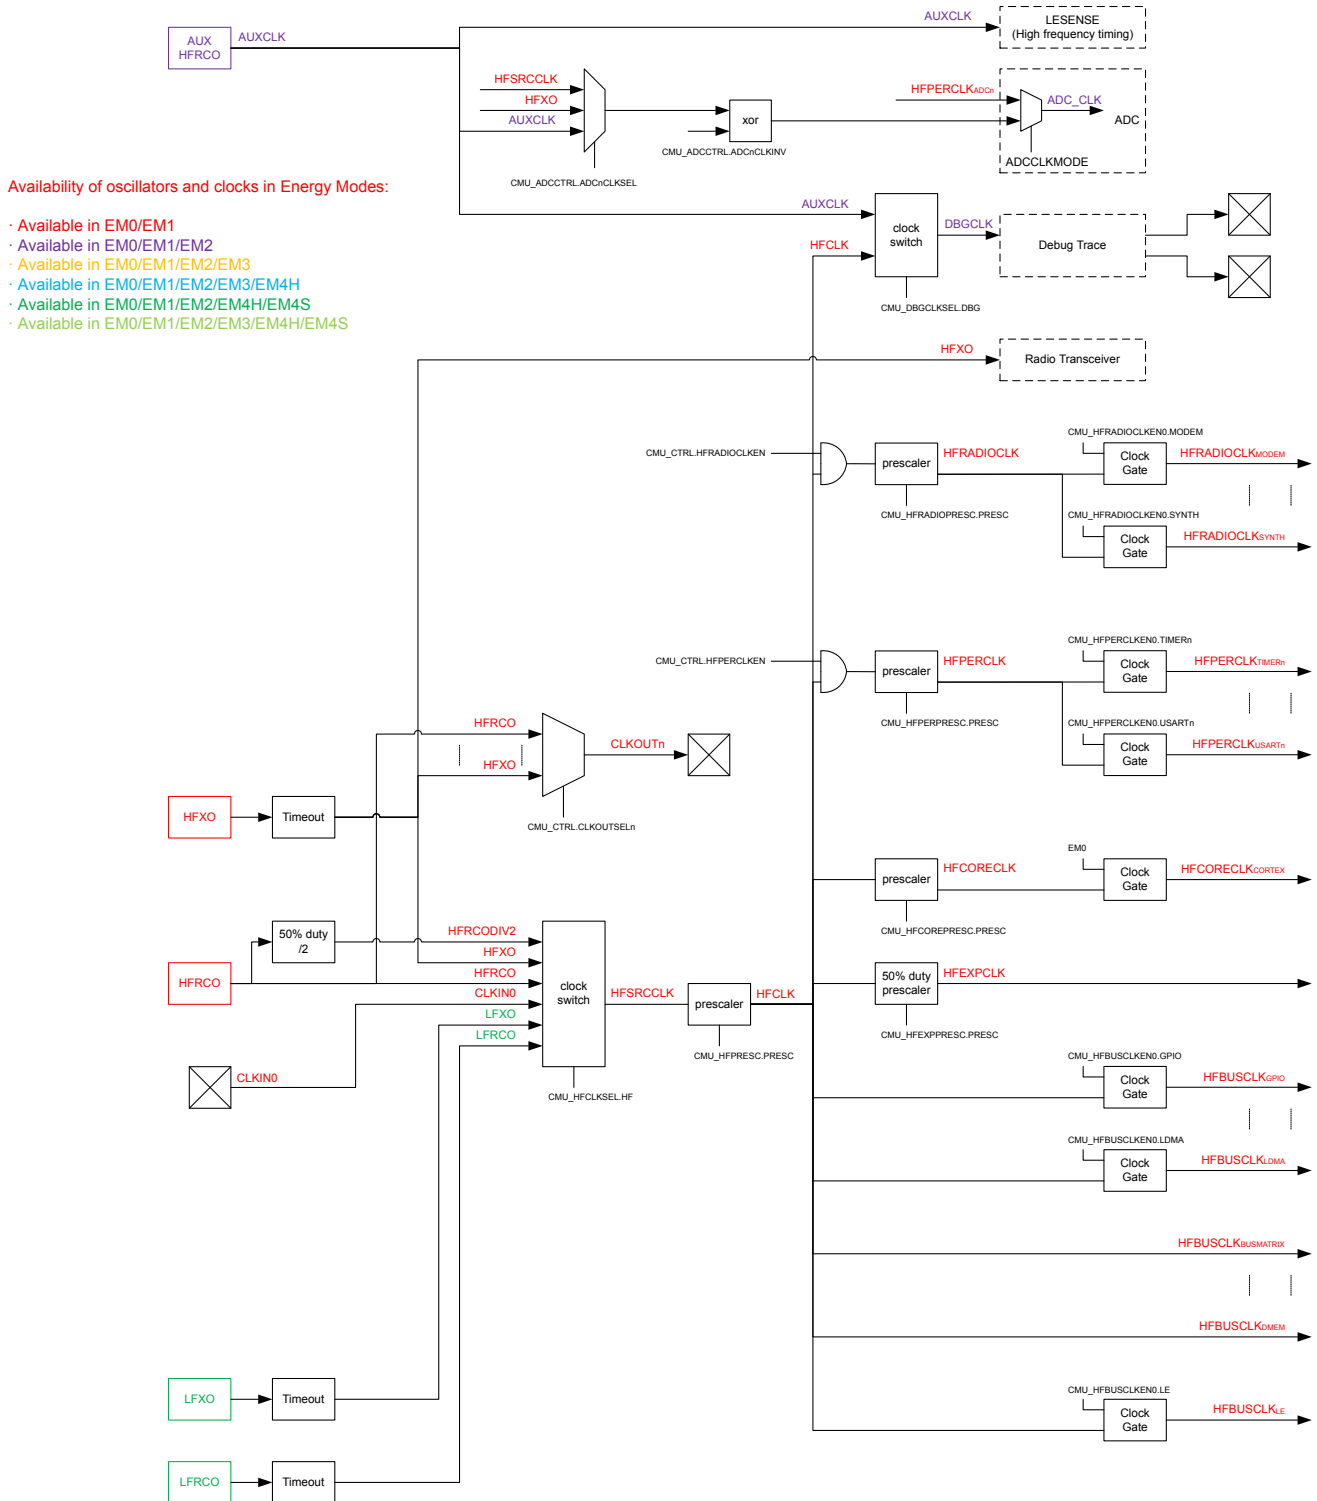 AUXCLK
LESENSE
(High frequency timing)
AUX
HFRCO
AUXCLK
HFSRCCLK
HFXO
AUXCLK
xor
CMU_ADCCTRL.ADCnCLKINV
HFPERCLKADCn
ADC_CLK
ADC
ADCCLKMODE
CMU_ADCCTRL.ADCnCLKSEL
Availability of oscillators and clocks in Energy Modes:
· Available in EM0/EM1
· Available in EM0/EM1/EM2
· Available in EM0/EM1/EM2/EM3
· Available in EM0/EM1/EM2/EM3/EM4H
· Available in EM0/EM1/EM2/EM4H/EM4S
· Available in EM0/EM1/EM2/EM3/EM4H/EM4S
AUXCLK
HFCLK
clock
switch
DBGCLK
Debug Trace
CMU_DBGCLKSEL.DBG
HFXO
Radio Transceiver
CMU_CTRL.HFRADIOCLKEN
prescaler
HFRADIOCLK
CMU_HFRADIOPRESC.PRESC
CMU_HFRADIOCLKEN0.MODEM
Clock
Gate
HFRADIOCLKMODEM
CMU_HFRADIOCLKEN0.SYNTH
Clock
Gate
HFRADIOCLKSYNTH
CMU_CTRL.HFPERCLKEN
prescaler
HFPERCLK
CMU_HFPERPRESC.PRESC
CMU_HFPERCLKEN0.TIMERn
Clock
Gate
HFPERCLKTIMERn
CMU_HFPERCLKEN0.USARTn
Clock
Gate
HFPERCLKUSARTn
HFRCO
HFXO
CLKOUTn
CMU_CTRL.CLKOUTSELn
HFXO
Timeout
prescaler
HFCORECLK
CMU_HFCOREPRESC.PRESC
EM0
Clock
Gate
HFCORECLKCORTEX
HFRCO
50% duty
/2
HFRCODIV2
HFXO
HFRCO
CLKIN0
LFXO
LFRCO
clock
switch
CMU_HFCLKSEL.HF
HFSRCCLK
prescaler
CMU_HFPRESC.PRESC
HFCLK
50% duty
prescaler
HFEXPCLK
CMU_HFEXPPRESC.PRESC
CLKIN0
CMU_HFBUSCLKEN0.GPIO
Clock
Gate
HFBUSCLKGPIO
CMU_HFBUSCLKEN0.LDMA
Clock
Gate
HFBUSCLKLDMA
HFBUSCLKBUSMATRIX
HFBUSCLKDMEM
LFXO
Timeout
CMU_HFBUSCLKEN0.LE
Clock
Gate
HFBUSCLKLE
LFRCO
Timeout